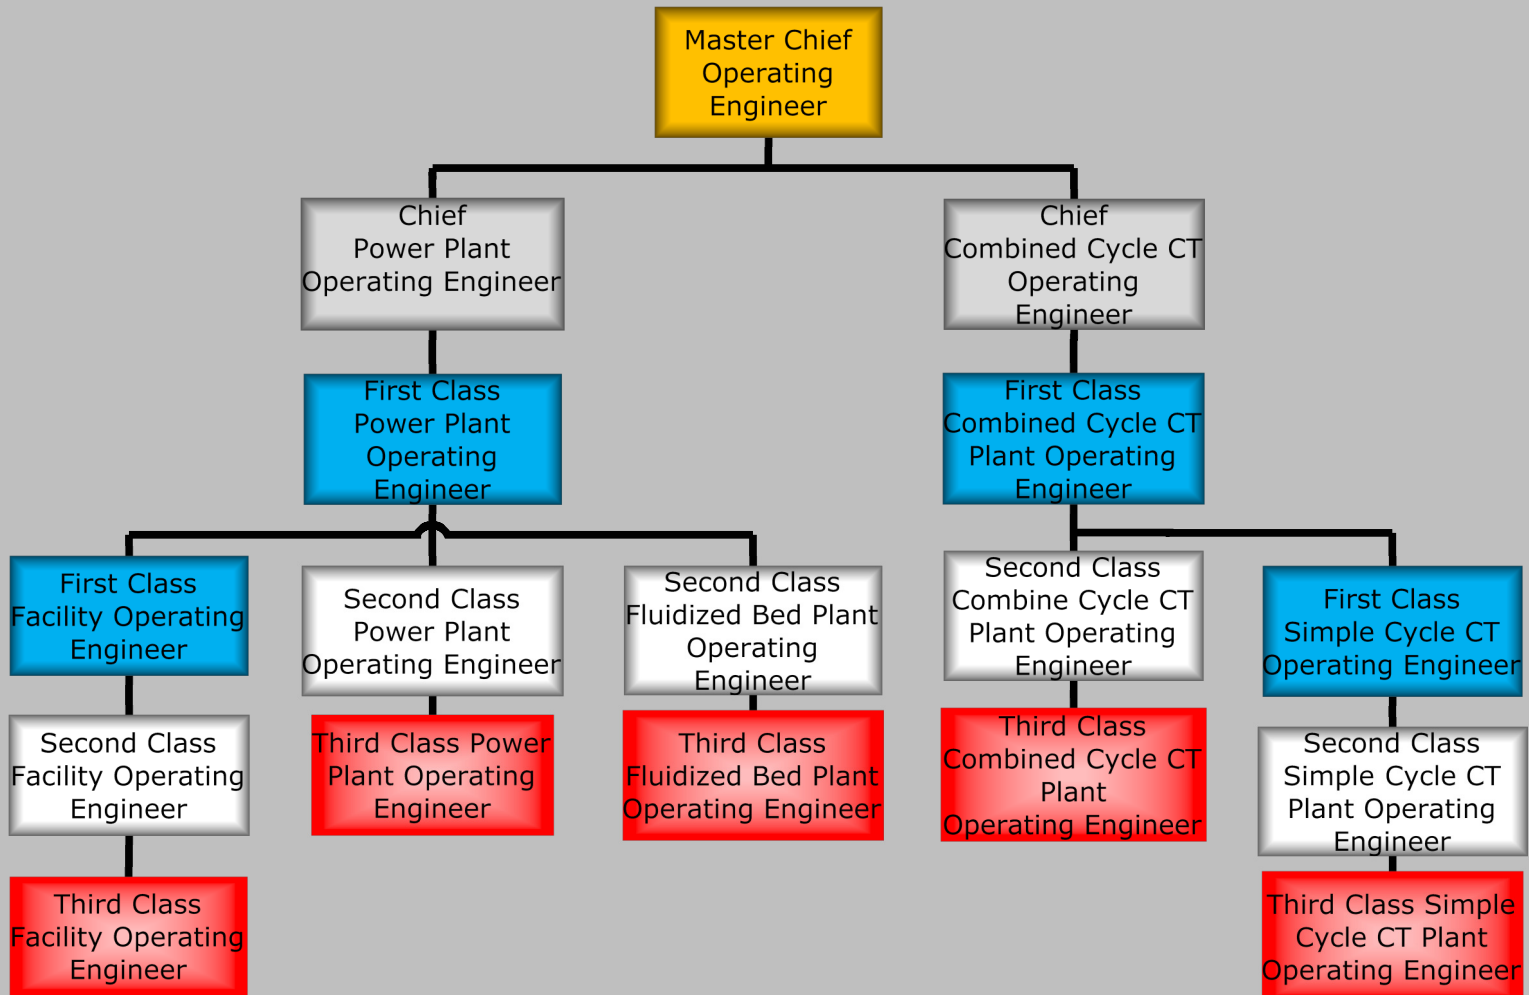 Master Chief
Operating
Engineer
Chief
Power Plant
Operating Engineer
Chief
Combined Cycle CT
Operating
Engineer
First Class
Power Plant
Operating
Engineer
First Class
Combined Cycle CT
Plant Operating
Engineer
First Class
Facility Operating
Engineer
Second Class
Power Plant
Operating Engineer
Second Class
Fluidized Bed Plant
Operating
Engineer
Second Class
Combine Cycle CT
Plant Operating
Engineer
First Class
Simple Cycle CT
Operating Engineer
Second Class
Facility Operating
Engineer
Third Class Power
Plant Operating
Engineer
Third Class
Fluidized Bed Plant
Operating Engineer
Third Class
Combined Cycle CT
Plant
Operating Engineer
Second Class
Simple Cycle CT
Plant Operating
Engineer
Third Class
Facility Operating
Engineer
Third Class Simple
Cycle CT Plant
Operating Engineer